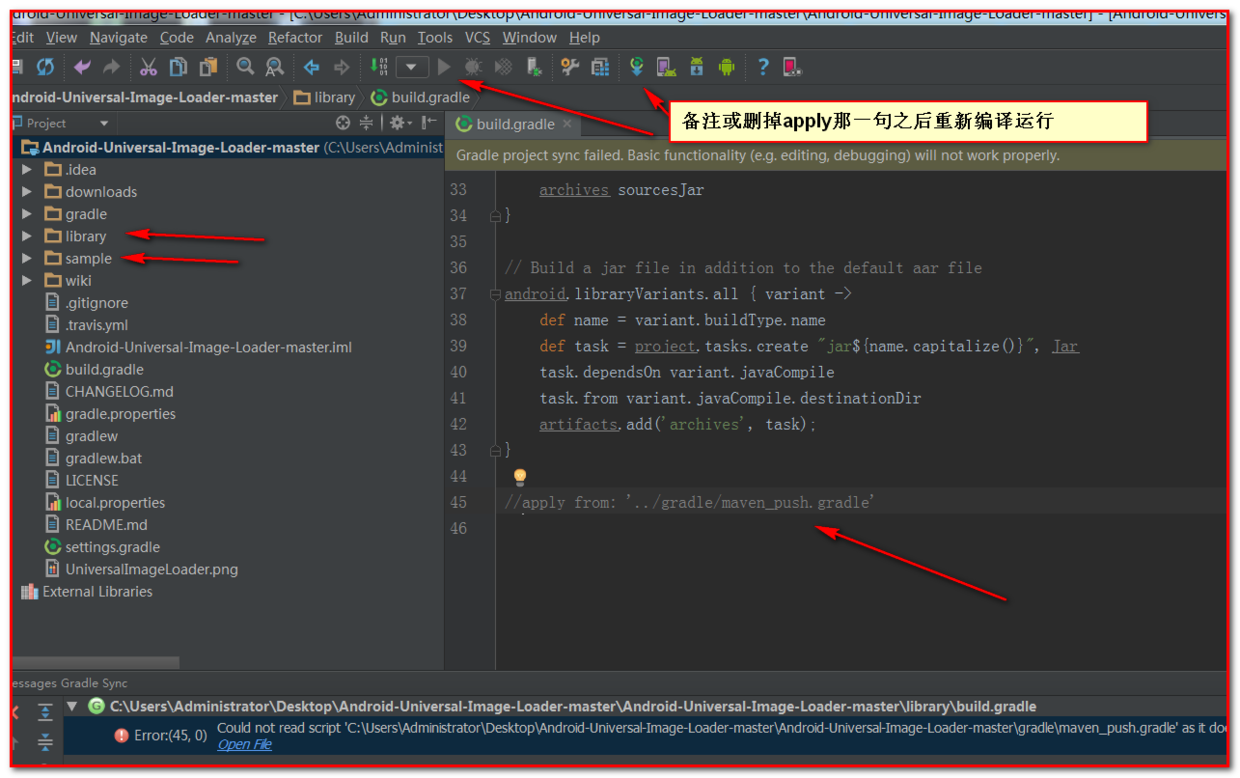 ndroid-Universal-Image-Loader-master - [C:\Users\Administrator\Desktop\Android-Universal-Image-Loader-master] - [Android-Univers
Edit View Navigate Code Analyze Refactor Build Run Tools VCS Window Help
ndroid-Universal-Image-Loader-master library build.gradle
备注或删掉apply那一句之后重新编译运行
Project
build.gradle
Gradle project sync failed. Basic functionality (e.g. editing, debugging) will not work properly.
Android-Universal-Image-Loader-master (C:\Users\Administ
.idea
downloads
gradle
library
sample
wiki
.gitignore
.travis.yml
Android-Universal-Image-Loader-master.iml
build.gradle
CHANGELOG.md
gradle.properties
gradlew
gradlew.bat
LICENSE
local.properties
README.md
settings.gradle
UniversalImageLoader.png
External Libraries
33 archives sourcesJar
34 }
35
36 // Build a jar file in addition to the default aar file
37 android.libraryVariants.all { variant ->
38 def name = variant.buildType.name
39 def task = project.tasks.create "jar${name.capitalize()}", Jar
40 task.dependsOn variant.javaCompile
41 task.from variant.javaCompile.destinationDir
42 artifacts.add('archives', task);
43 }
44
45 //apply from: '../gradle/maven_push.gradle'
46
essages Gradle Sync
C:\Users\Administrator\Desktop\Android-Universal-Image-Loader-master\Android-Universal-Image-Loader-master\library\build.gradle
Error:(45, 0) Could not read script 'C:\Users\Administrator\Desktop\Android-Universal-Image-Loader-master\Android-Universal-Image-Loader-master\gradle\maven_push.gradle' as it doe
Open File